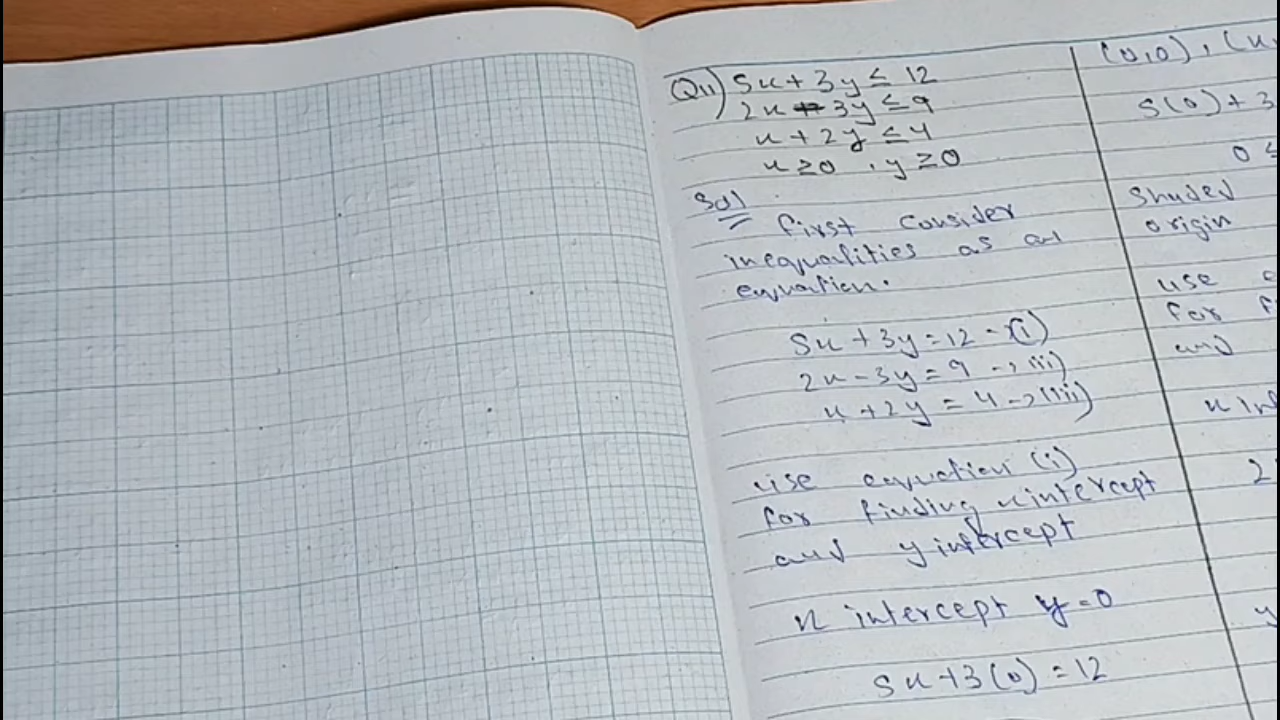 Q11) 5x + 3y ≤ 12
2x - 3y ≤ 9
x + 2y ≤ 4
x ≥ 0 , y ≥ 0
Sol
first consider
inequalities as an
equation.
5x + 3y = 12 → (i)
2x - 3y = 9 → (ii)
x + 2y = 4 → (iii)
use equation (i)
for finding x intercept
and y intercept
x intercept y = 0
5x + 3(0) = 12
(0,0) , (x,
5(0) + 3
0 ≤
Shaded
origin
use
for f
and
x int
2
y